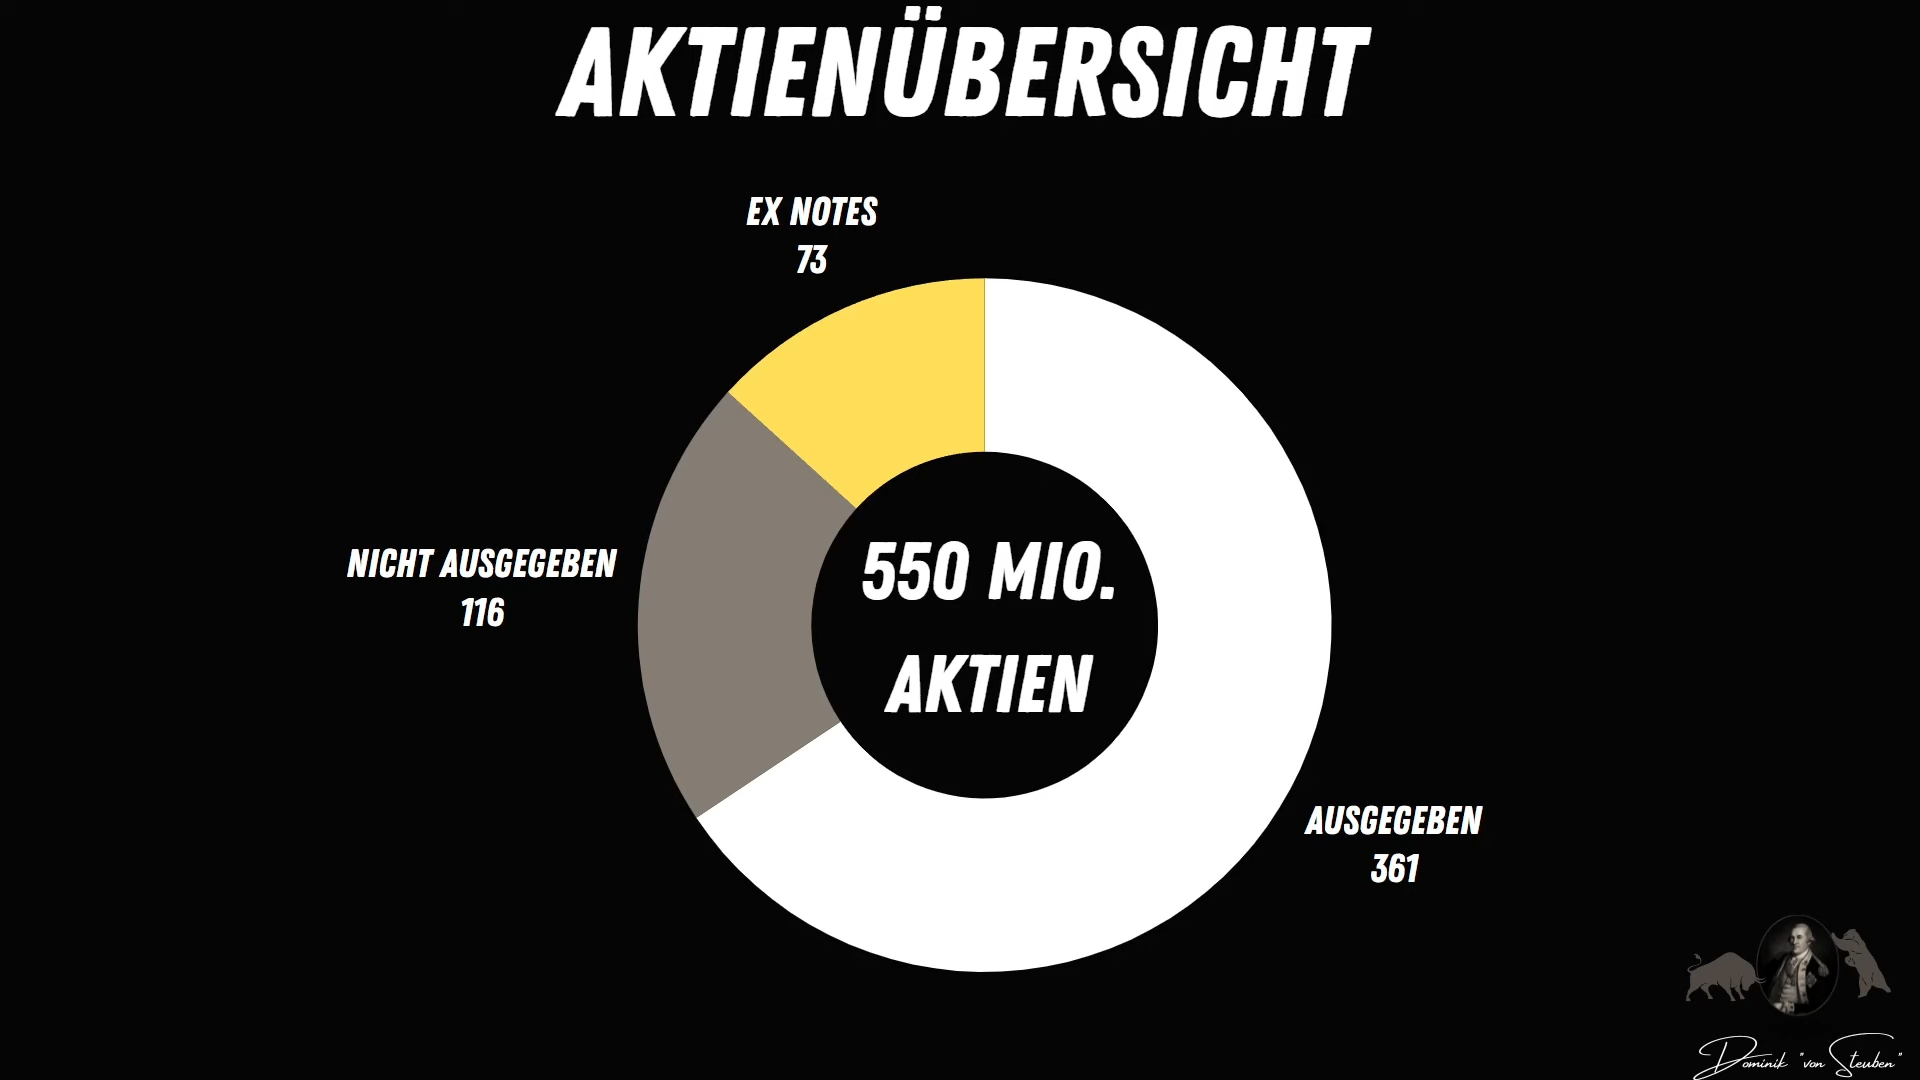 AKTIENÜBERSICHT
EX NOTES
73
NICHT AUSGEGEBEN
116
550 MIO.
AKTIEN
AUSGEGEBEN
361
Dominik "von Steuben"